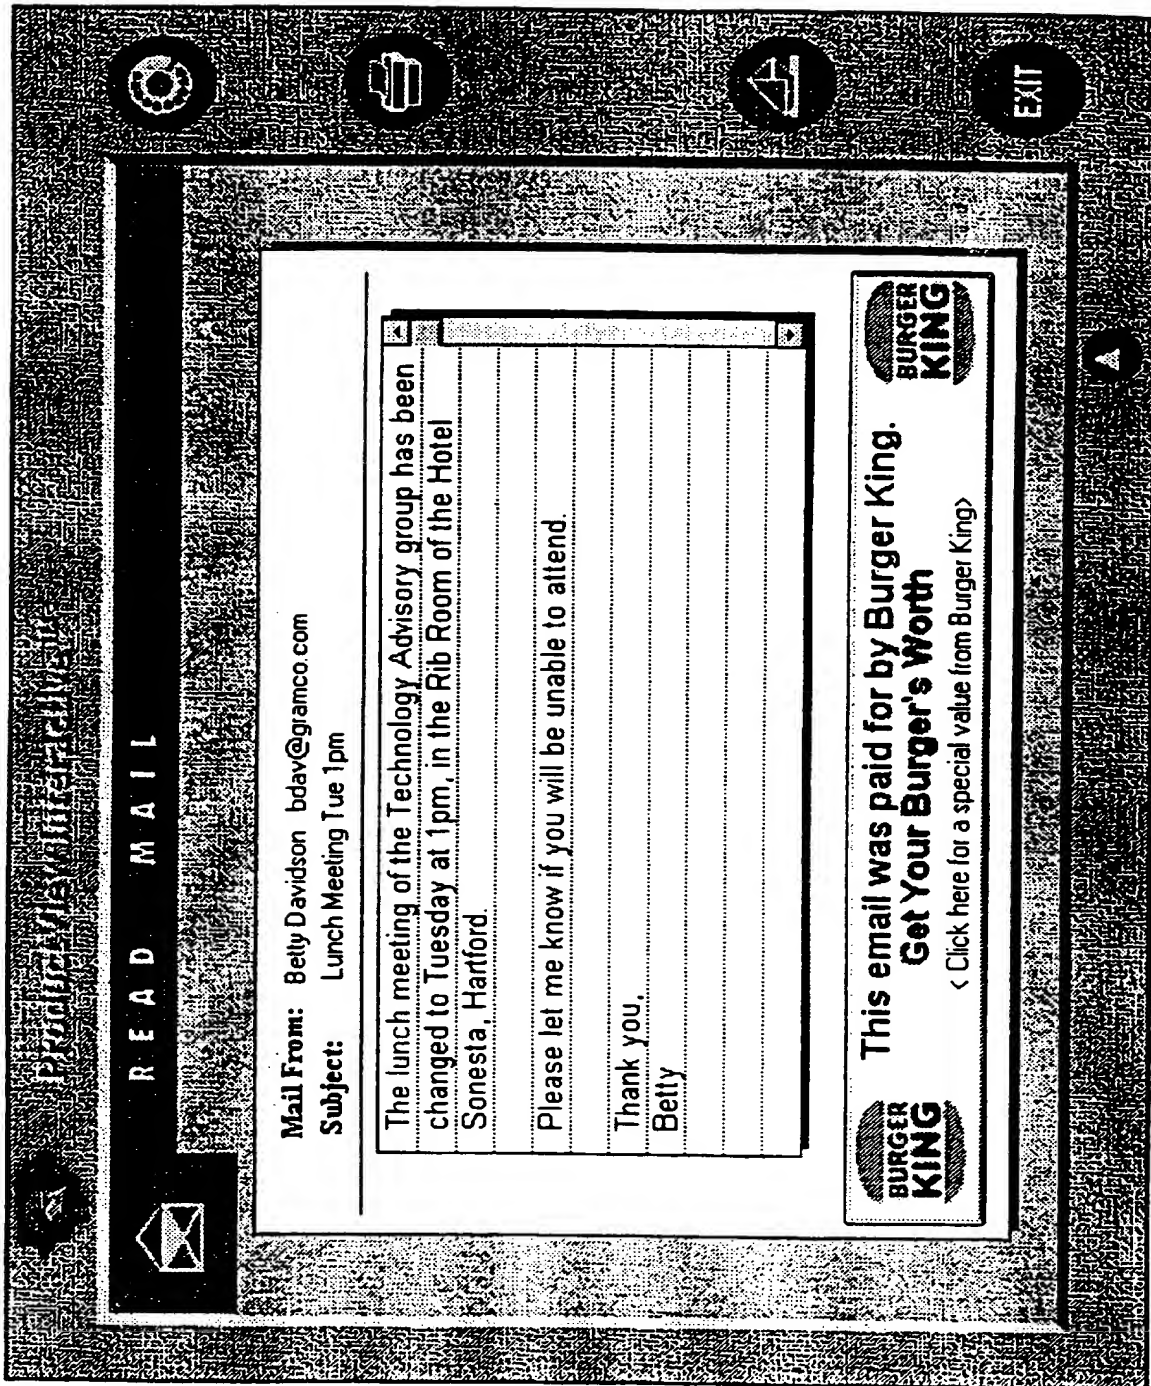 ProductView Interactive
EXIT
READ MAIL
Mail From: Betty Davidson bdav@gramco.com
Subject: Lunch Meeting Tue 1pm
The lunch meeting of the Technology Advisory group has been
changed to Tuesday at 1pm, in the Rib Room of the Hotel
Sonesta, Hartford.
Please let me know if you will be unable to attend.
Thank you,
Betty
BURGER
KING
This email was paid for by Burger King.
Get Your Burger's Worth
< Click here for a special value from Burger King>
BURGER
KING